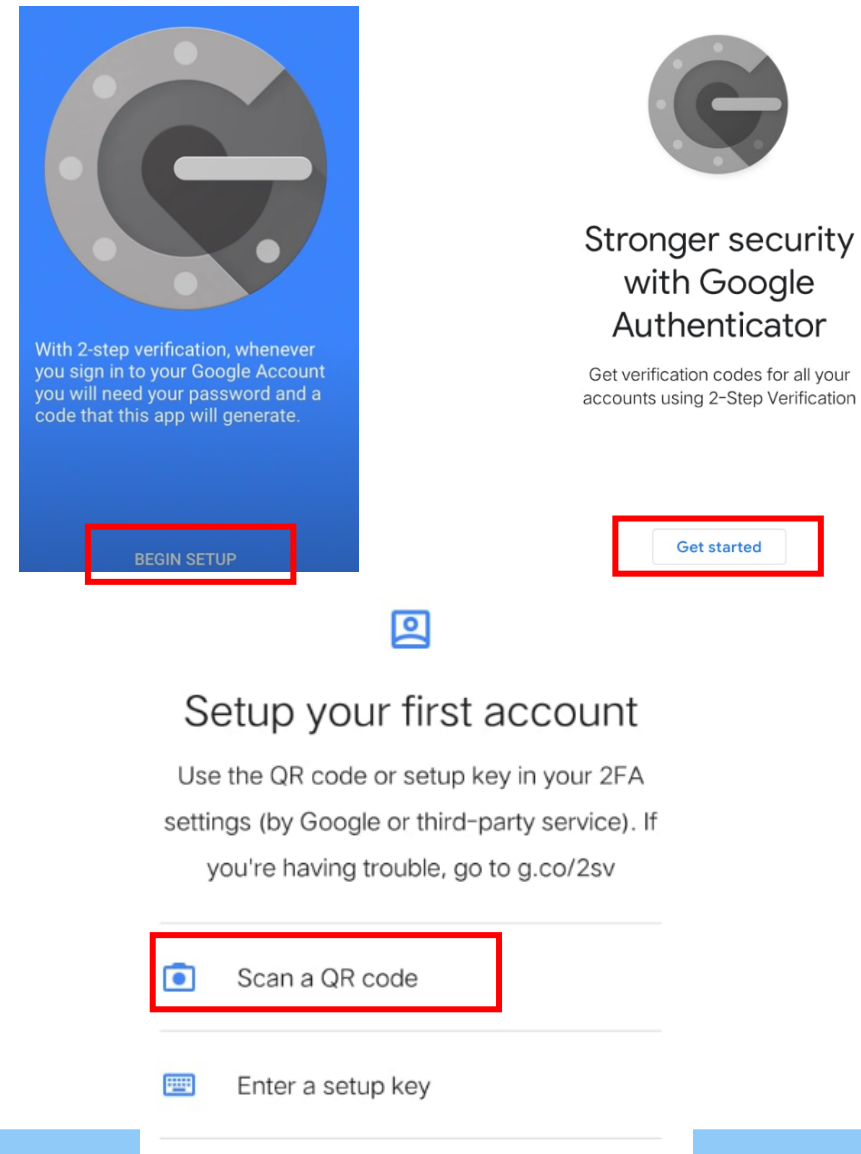 With 2-step verification, whenever
you sign in to your Google Account
you will need your password and a
code that this app will generate.
BEGIN SETUP
Stronger security
with Google
Authenticator
Get verification codes for all your
accounts using 2-Step Verification
Get started
Setup your first account
Use the QR code or setup key in your 2FA
settings (by Google or third-party service). If
you're having trouble, go to g.co/2sv
Scan a QR code
Enter a setup key